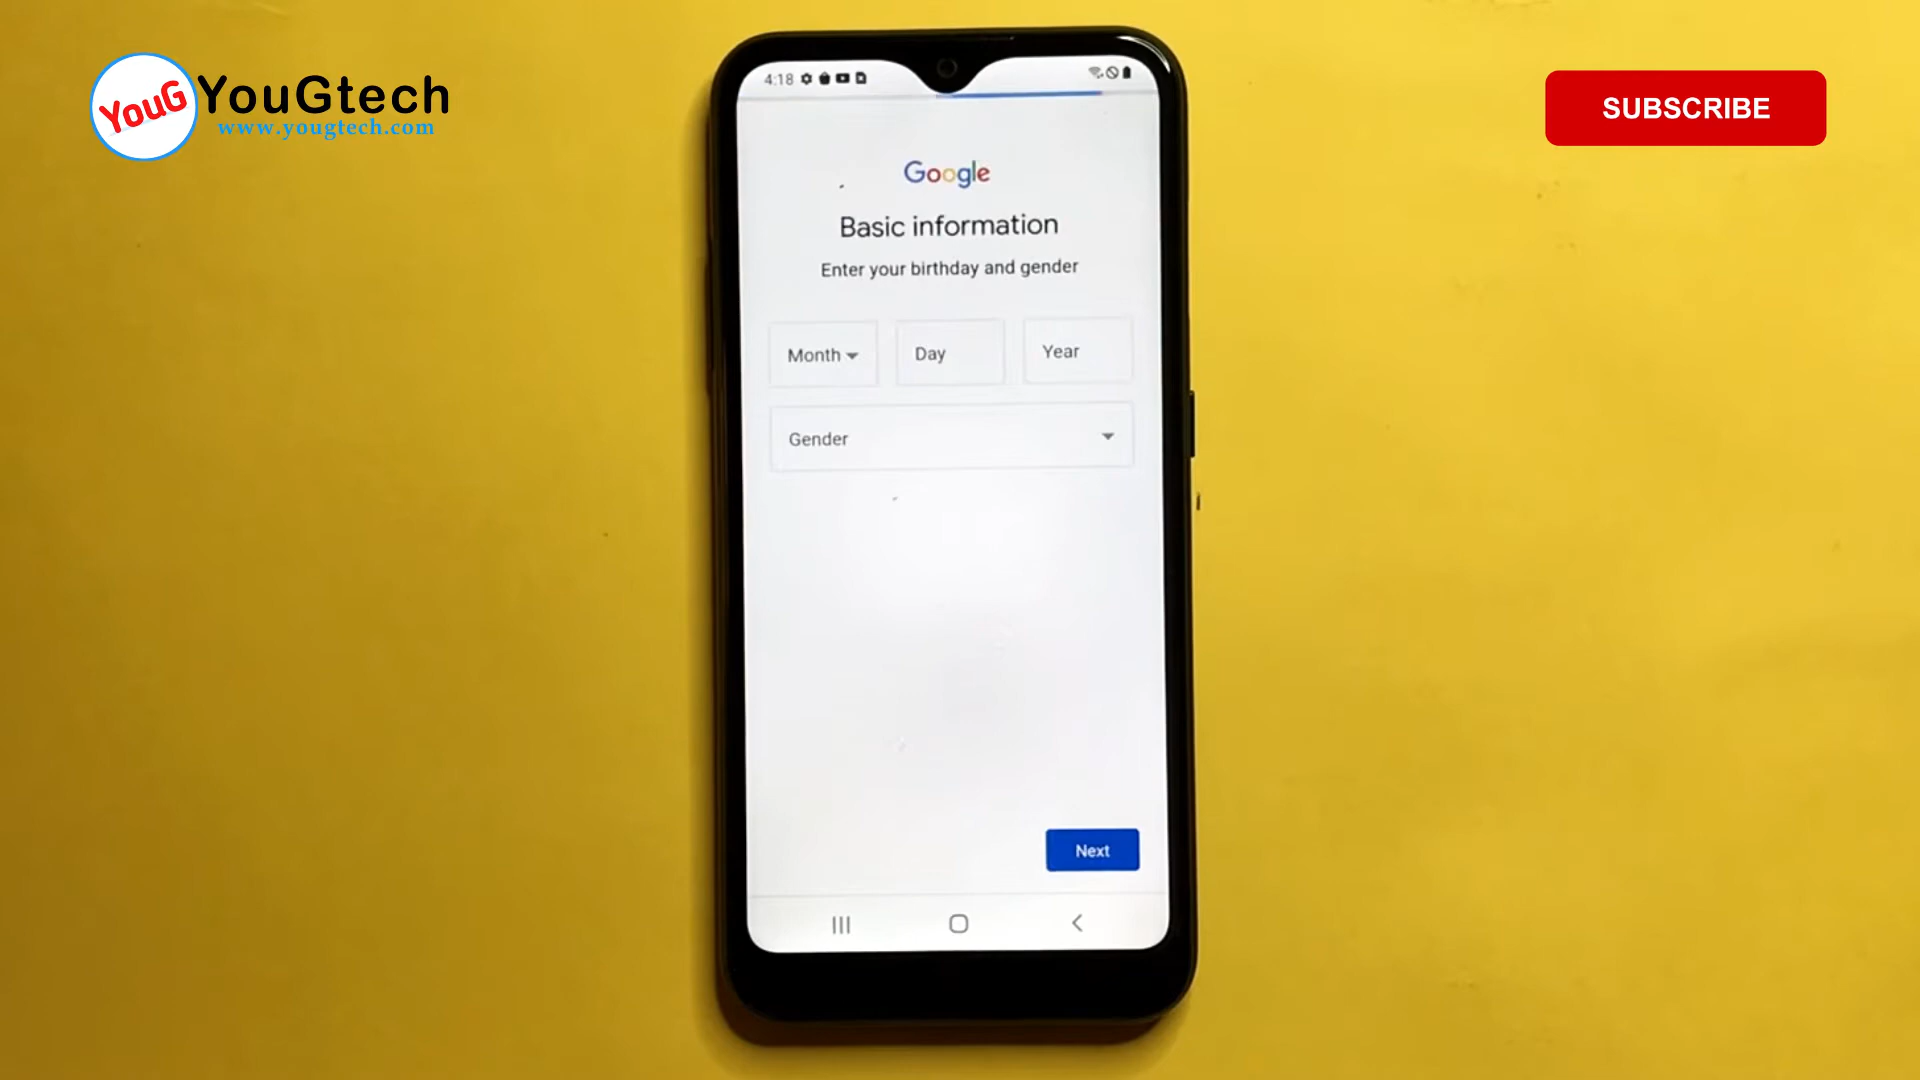 YouG
YouGtech
www.yougtech.com
SUBSCRIBE
4:18
Google
Basic information
Enter your birthday and gender
Month
Day
Year
Gender
Next